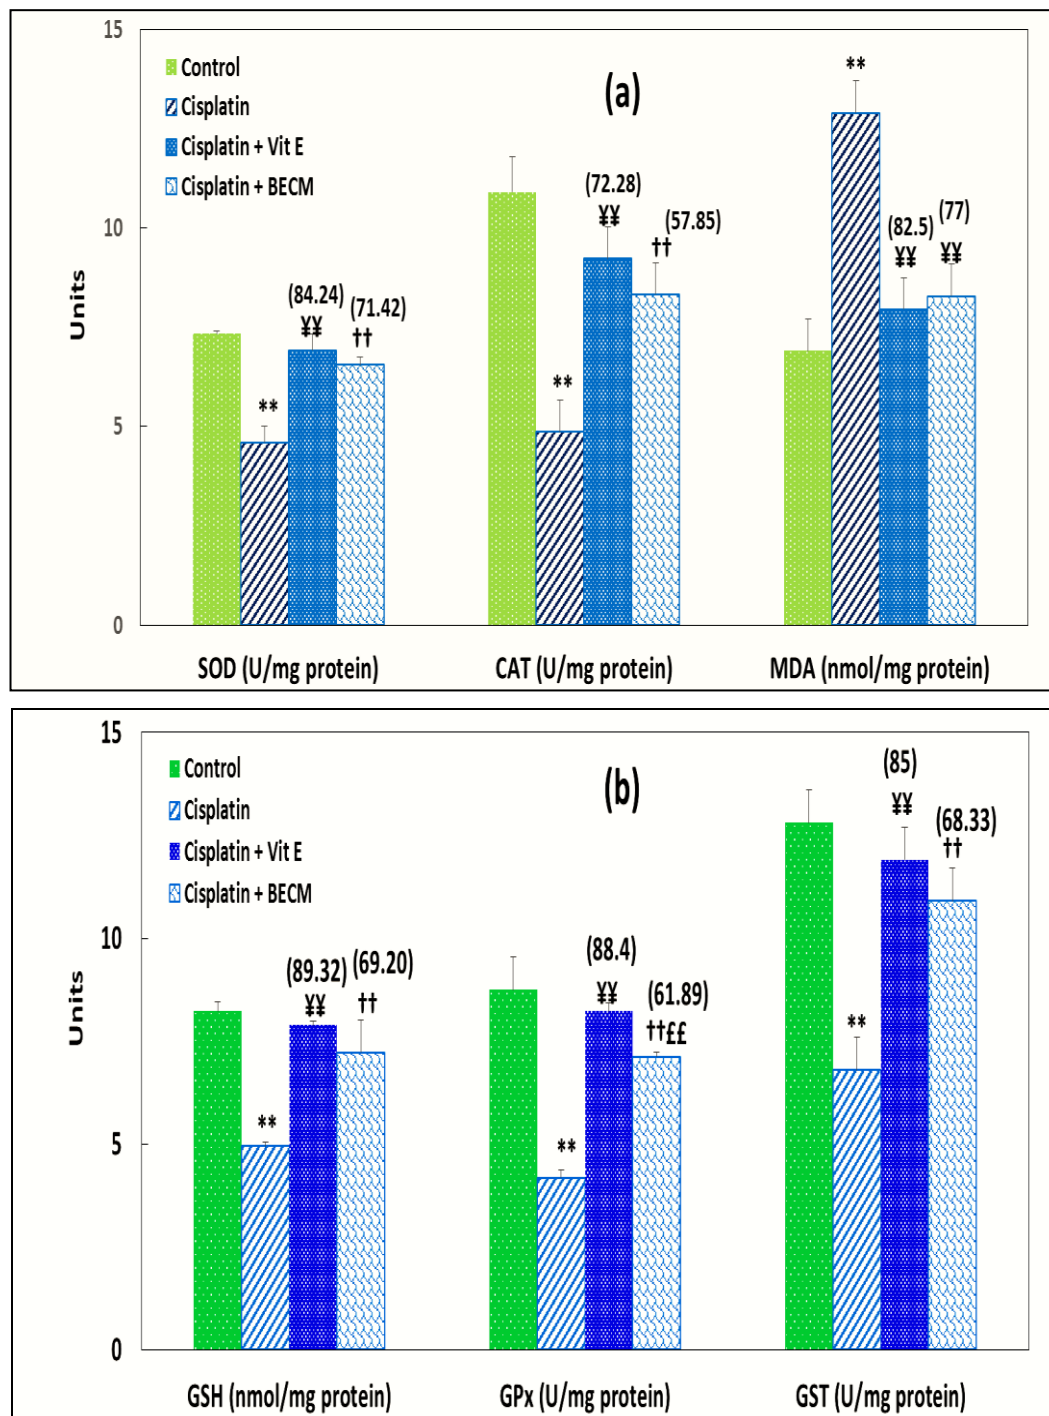 15
Control
(a)
Cisplatin
Cisplatin + Vit E
Cisplatin + BECM
**
(72.28)
¥¥
(57.85)
††
(77)
(82.5)
¥¥
¥¥
10
(84.24)
¥¥
(71.42)
††
**
**
5
0
Units
SOD (U/mg protein)
CAT (U/mg protein)
MDA (nmol/mg protein)
15
Control
(b)
Cisplatin
Cisplatin + Vit E
Cisplatin + BECM
(85)
¥¥
(68.33)
††
10
(89.32)
¥¥
(69.20)
††
(88.4)
¥¥
(61.89)
††££
**
**
**
5
0
Units
GSH (nmol/mg protein)
GPx (U/mg protein)
GST (U/mg protein)